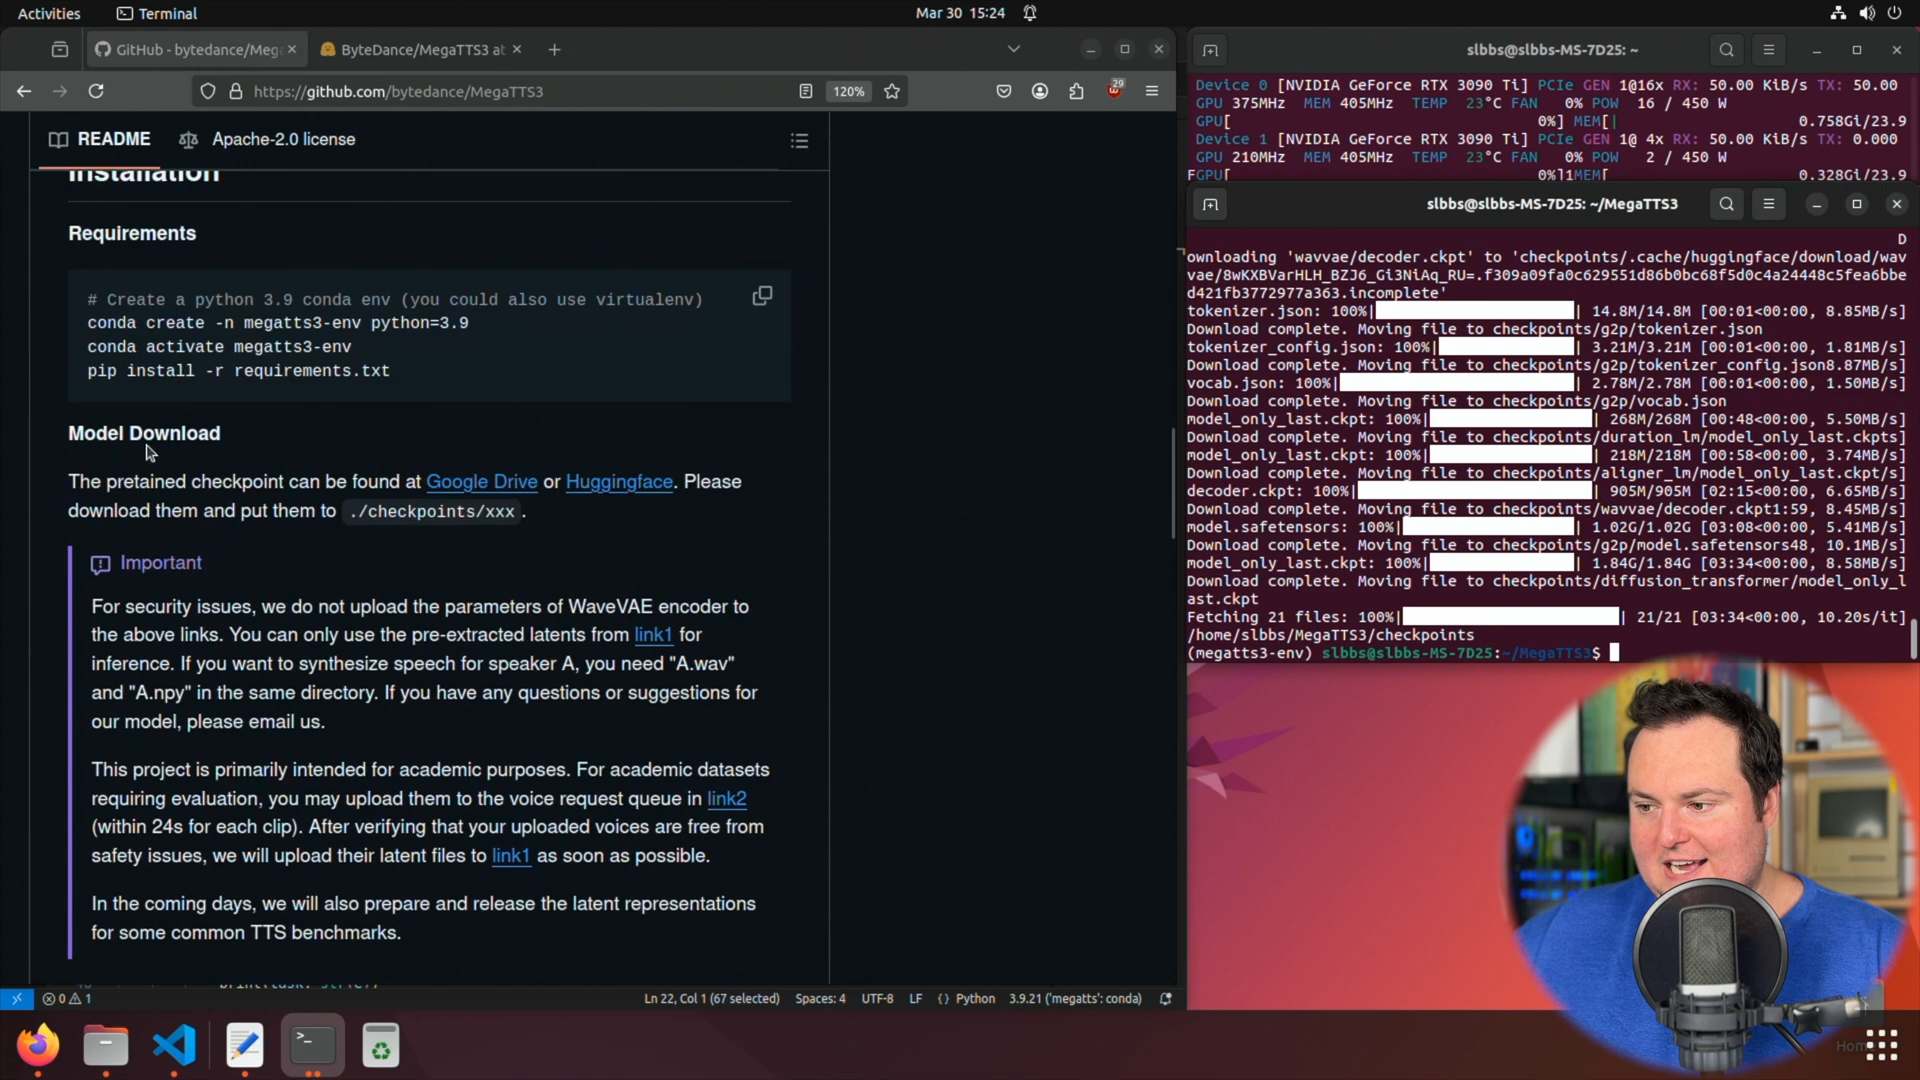 Activities
Terminal
Mar 30 15:24
GitHub - bytedance/Mega
ByteDance/MegaTTS3 at
https://github.com/bytedance/MegaTTS3
120%
29
README
Apache-2.0 license
Installation
Requirements
# Create a python 3.9 conda env (you could also use virtualenv)
conda create -n megatts3-env python=3.9
conda activate megatts3-env
pip install -r requirements.txt
Model Download
The pretained checkpoint can be found at Google Drive or Huggingface. Please
download them and put them to ./checkpoints/xxx.
Important
For security issues, we do not upload the parameters of WaveVAE encoder to
the above links. You can only use the pre-extracted latents from link1 for
inference. If you want to synthesize speech for speaker A, you need "A.wav"
and "A.npy" in the same directory. If you have any questions or suggestions for
our model, please email us.
This project is primarily intended for academic purposes. For academic datasets
requiring evaluation, you may upload them to the voice request queue in link2
(within 24s for each clip). After verifying that your uploaded voices are free from
safety issues, we will upload their latent files to link1 as soon as possible.
In the coming days, we will also prepare and release the latent representations
for some common TTS benchmarks.
0 1
Ln 22, Col 1 (67 selected)
Spaces: 4
UTF-8
LF
{ } Python
3.9.21 ('megatts': conda)
slbbs@slbbs-MS-7D25: ~
Device 0 [NVIDIA GeForce RTX 3090 Ti] PCIe GEN 1@16x RX: 50.00 KiB/s TX: 50.00
GPU 375MHz MEM 405MHz TEMP 23°C FAN 0% POW 16 / 450 W
GPU[ 0%] MEM[| 0.758Gi/23.9
Device 1 [NVIDIA GeForce RTX 3090 Ti] PCIe GEN 1@ 4x RX: 50.00 KiB/s TX: 0.000
GPU 210MHz MEM 405MHz TEMP 23°C FAN 0% POW 2 / 450 W
FGPU[ 0%]1MEM[ 0.328Gi/23.9
slbbs@slbbs-MS-7D25: ~/MegaTTS3
D
ownloading 'wavvae/decoder.ckpt' to 'checkpoints/.cache/huggingface/download/wav
vae/8wKXBVarHLH_BZJ6_Gi3NiAq_RU=.f309a09fa0c629551d86b0bc68f5d0c4a24448c5fea6bbe
d421fb3772977a363.incomplete'
tokenizer.json: 100%| | 14.8M/14.8M [00:01<00:00, 8.85MB/s]
Download complete. Moving file to checkpoints/g2p/tokenizer.json
tokenizer_config.json: 100%| | 3.21M/3.21M [00:01<00:00, 1.81MB/s]
Download complete. Moving file to checkpoints/g2p/tokenizer_config.json8.87MB/s]
vocab.json: 100%| | 2.78M/2.78M [00:01<00:00, 1.50MB/s]
Download complete. Moving file to checkpoints/g2p/vocab.json
model_only_last.ckpt: 100%| | 268M/268M [00:48<00:00, 5.50MB/s]
Download complete. Moving file to checkpoints/duration_lm/model_only_last.ckpts]
model_only_last.ckpt: 100%| | 218M/218M [00:58<00:00, 3.74MB/s]
Download complete. Moving file to checkpoints/aligner_lm/model_only_last.ckpt/s]
decoder.ckpt: 100%| | 905M/905M [02:15<00:00, 6.65MB/s]
Download complete. Moving file to checkpoints/wavvae/decoder.ckpt1:59, 8.45MB/s]
model.safetensors: 100%| | 1.02G/1.02G [03:08<00:00, 5.41MB/s]
Download complete. Moving file to checkpoints/g2p/model.safetensors48, 10.1MB/s]
model_only_last.ckpt: 100%| | 1.84G/1.84G [03:34<00:00, 8.58MB/s]
Download complete. Moving file to checkpoints/diffusion_transformer/model_only_l
ast.ckpt
Fetching 21 files: 100%| | 21/21 [03:34<00:00, 10.20s/it]
/home/slbbs/MegaTTS3/checkpoints
(megatts3-env) slbbs@slbbs-MS-7D25:~/MegaTTS3$